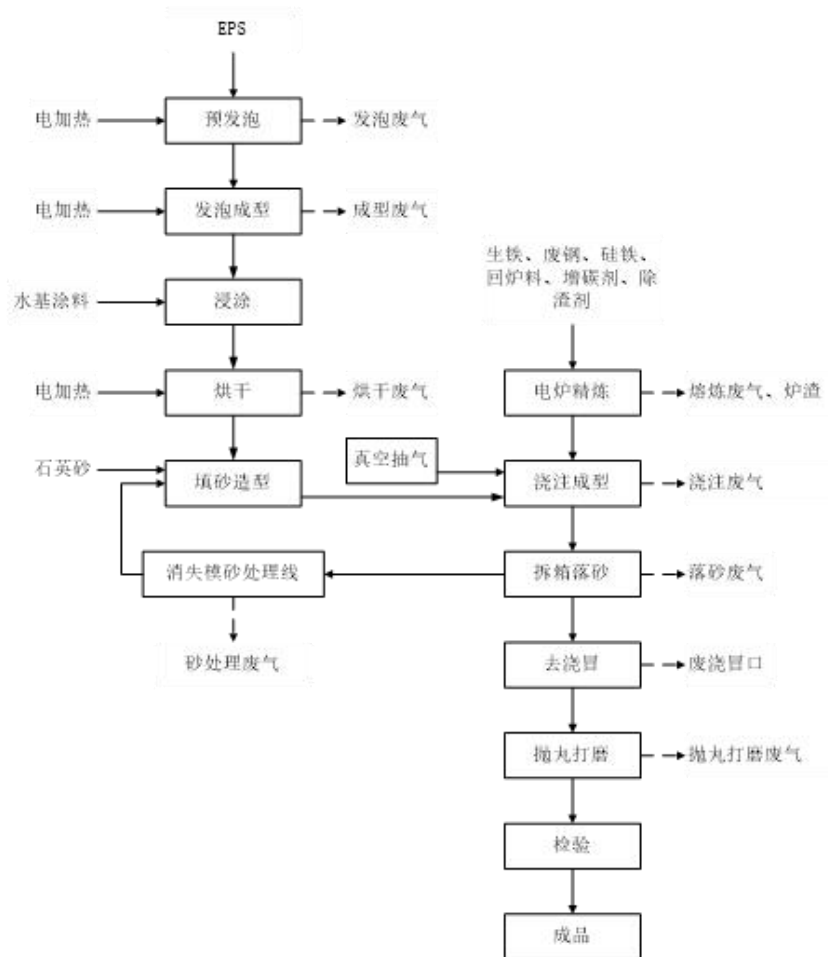 EPS
电加热
预发泡
发泡废气
电加热
发泡成型
成型废气
生铁、废钢、硅铁、
回炉料、增碳剂、除
渣剂
水基涂料
浸涂
电加热
烘干
烘干废气
电炉精炼
熔炼废气、炉渣
石英砂
填砂造型
真空抽气
浇注成型
浇注废气
消失模砂处理线
拆箱落砂
落砂废气
砂处理废气
去浇冒
废浇冒口
抛丸打磨
抛丸打磨废气
检验
成品